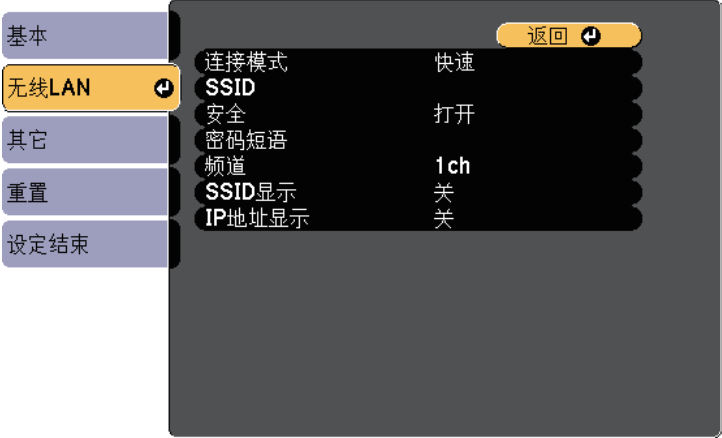 基本
无线LAN
其它
重置
设定结束
返回
连接模式 快速
SSID
安全 打开
密码短语
频道 1ch
SSID显示 关
IP地址显示 关